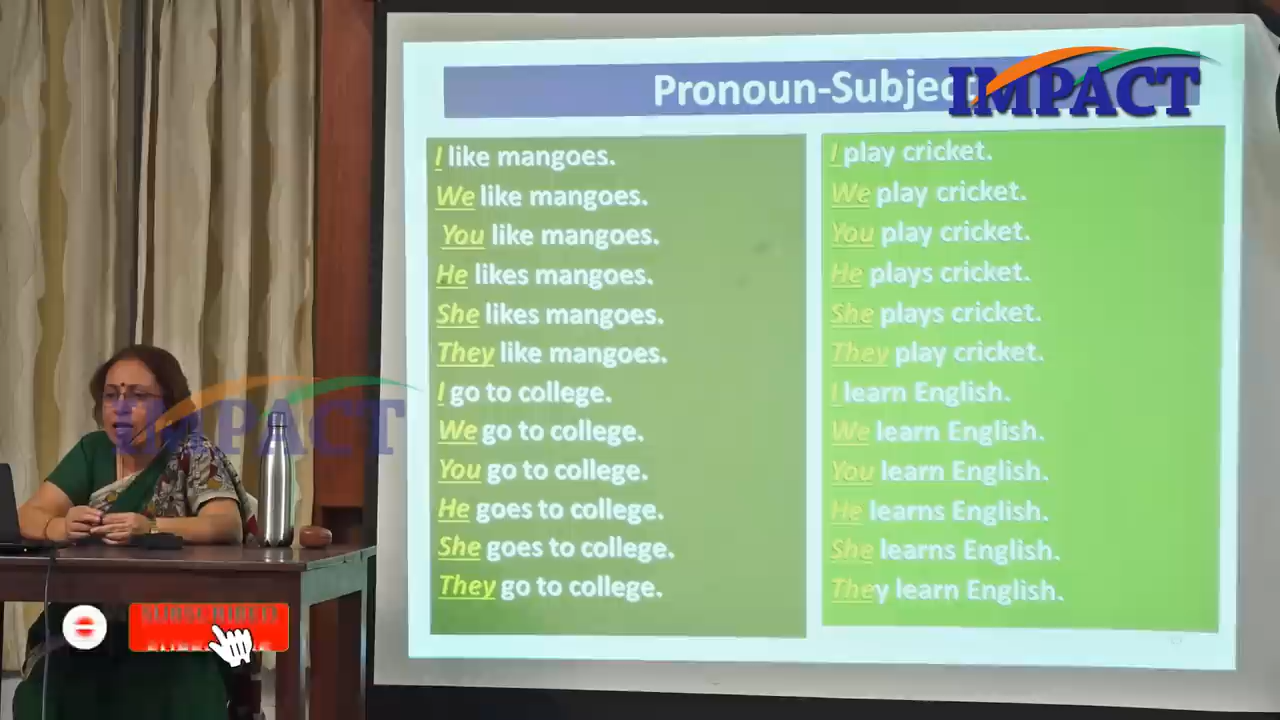 Pronoun-Subject
IMPACT
I like mangoes.
We like mangoes.
You like mangoes.
He likes mangoes.
She likes mangoes.
They like mangoes.
I go to college.
We go to college.
You go to college.
He goes to college.
She goes to college.
They go to college.
I play cricket.
We play cricket.
You play cricket.
He plays cricket.
She plays cricket.
They play cricket.
I learn English.
We learn English.
You learn English.
He learns English.
She learns English.
They learn English.
IMPACT